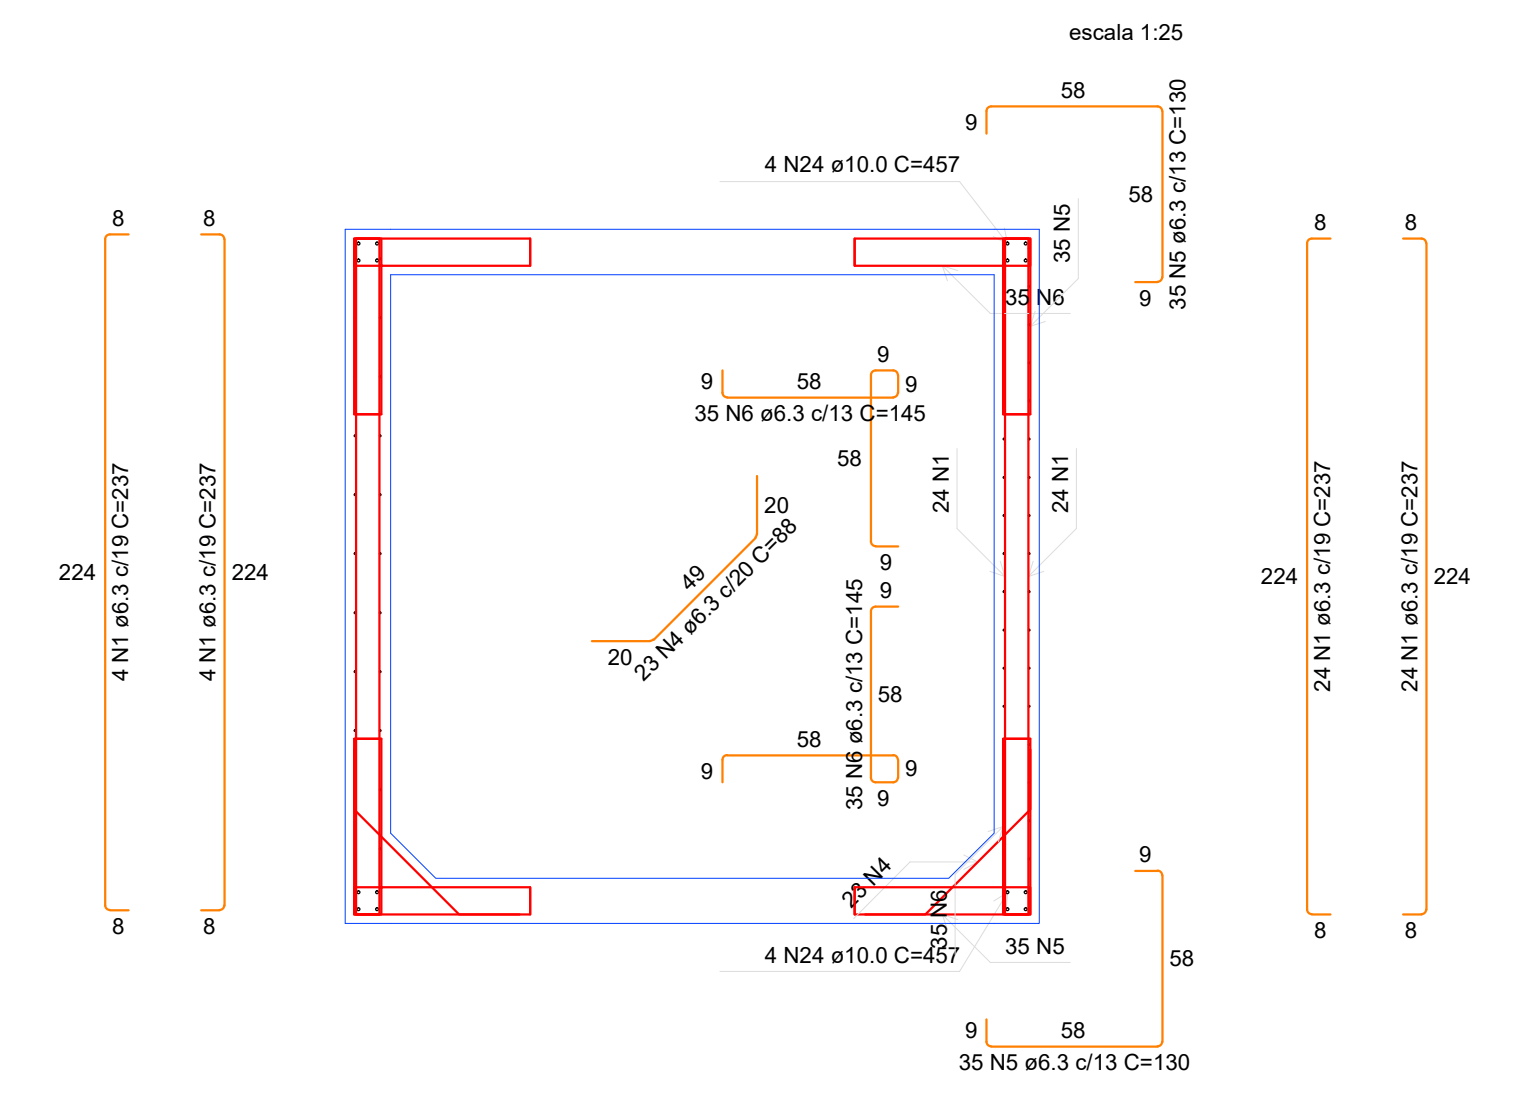 escala 1:25
58
9
35 N5 ø6.3 c/13 C=130
58
9
4 N24 ø10.0 C=457
35 N5
35 N6
8
8
8
8
224
4 N1 ø6.3 c/19 C=237
4 N1 ø6.3 c/19 C=237
224
8
8
9
9
58
9
35 N6 ø6.3 c/13 C=145
58
9
24 N1
24 N1
20
49
23 N4 ø6.3 c/20 C=88
20
9
35 N6 ø6.3 c/13 C=145
58
58
9
9
9
224
24 N1 ø6.3 c/19 C=237
24 N1 ø6.3 c/19 C=237
224
8
8
23 N4
35 N6
4 N24 ø10.0 C=457
35 N5
9
58
9
58
35 N5 ø6.3 c/13 C=130